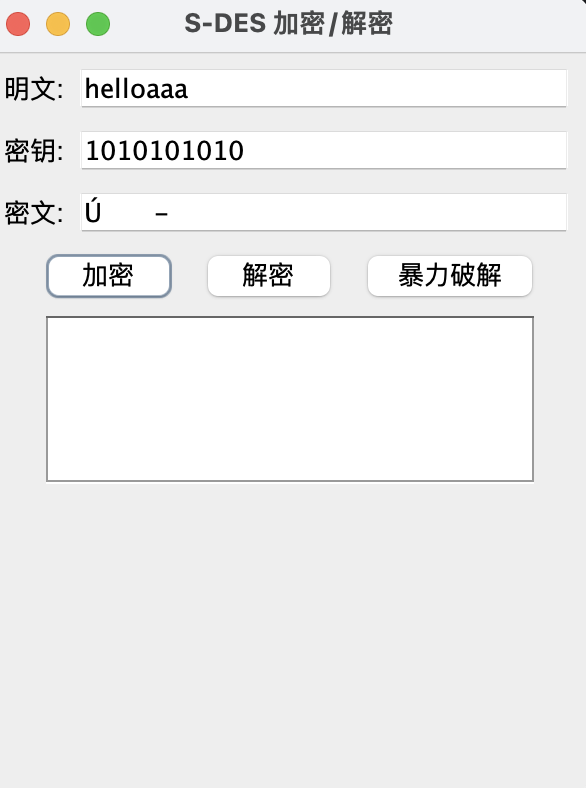 S-DES 加密/解密
明文: helloaaa
密钥: 1010101010
密文: Ú –
加密 解密 暴力破解